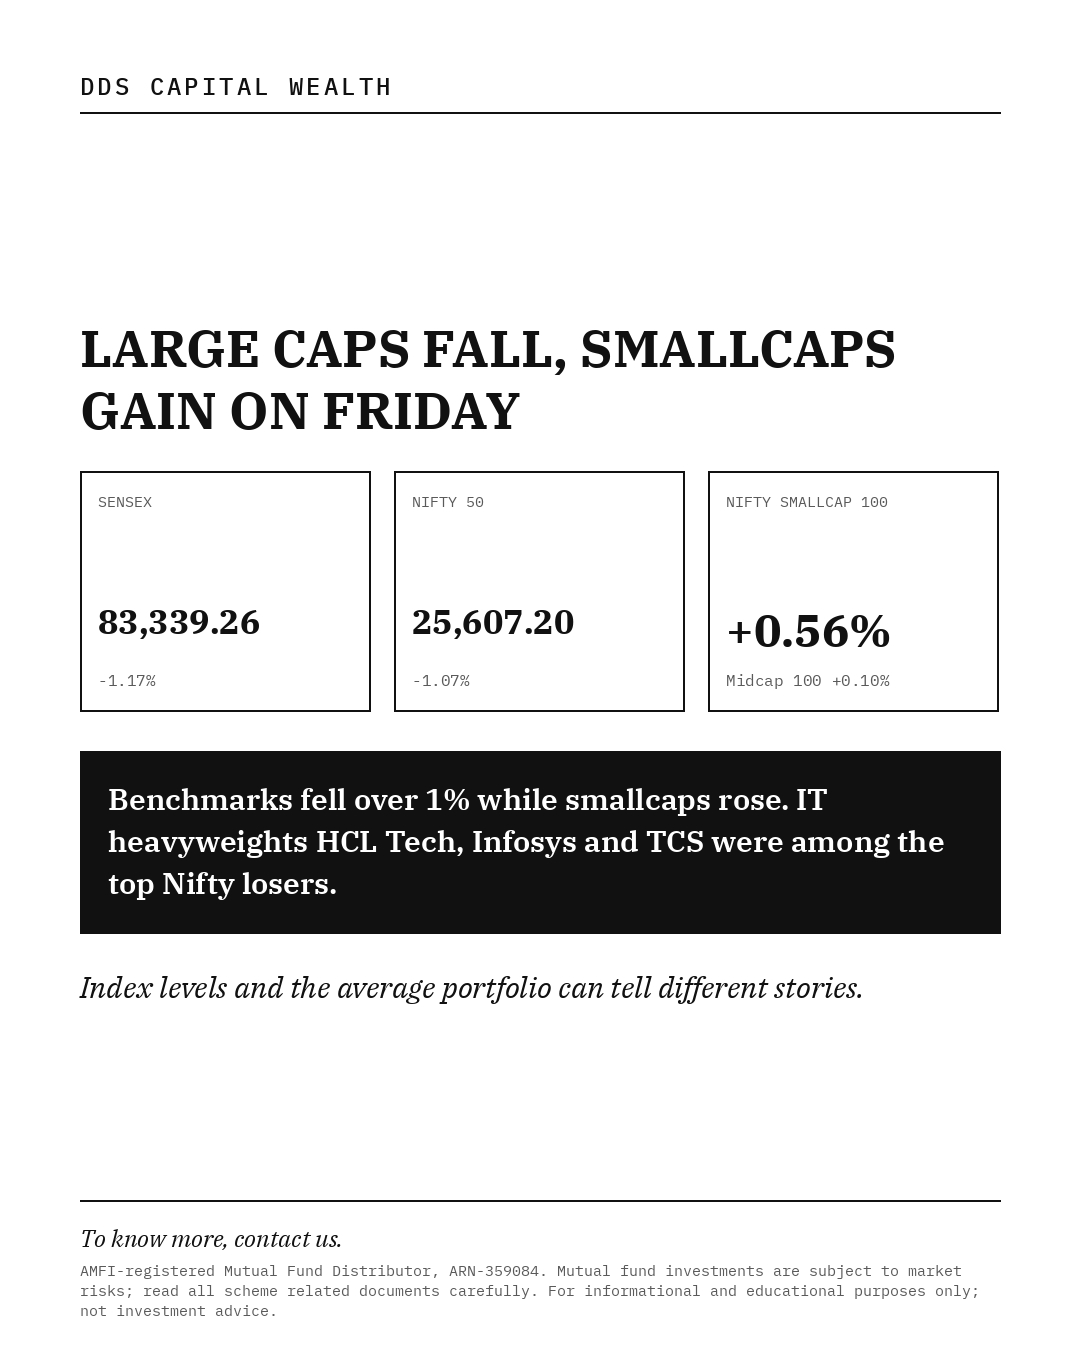 DDS CAPITAL WEALTH
LARGE CAPS FALL, SMALLCAPS
GAIN ON FRIDAY
SENSEX
83,339.26
-1.17%
NIFTY 50
25,607.20
-1.07%
NIFTY SMALLCAP 100
+0.56%
Midcap 100 +0.10%
Benchmarks fell over 1% while smallcaps rose. IT
heavyweights HCL Tech, Infosys and TCS were among the
top Nifty losers.
Index levels and the average portfolio can tell different stories.
To know more, contact us.
AMFI-registered Mutual Fund Distributor, ARN-359084. Mutual fund investments are subject to market
risks; read all scheme related documents carefully. For informational and educational purposes only;
not investment advice.